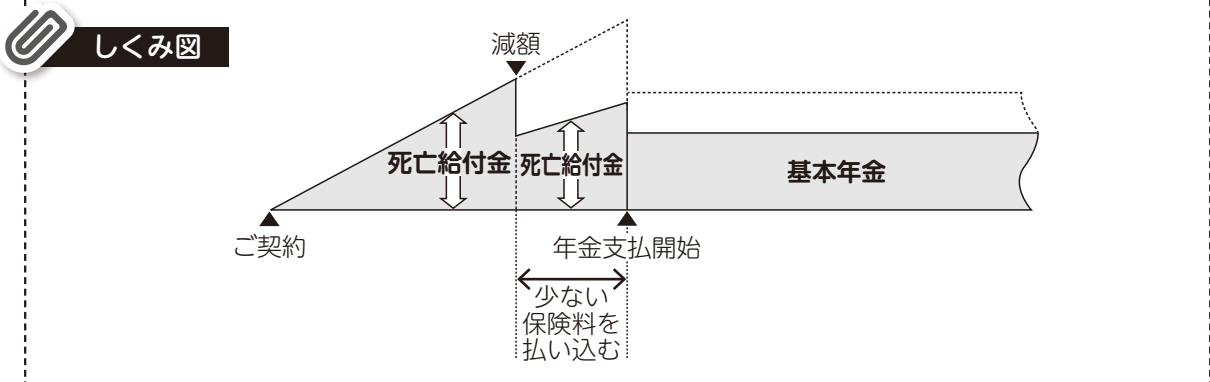 しくみ図
減額
死亡給付金
死亡給付金
基本年金
ご契約
年金支払開始
少ない
保険料を
払い込む